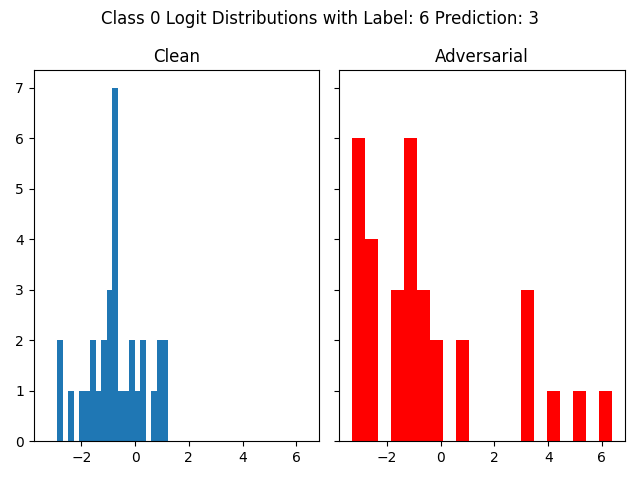 Class 0 Logit Distributions with Label: 6 Prediction: 3
Clean
Adversarial
7
6
5
4
3
2
1
0
−2 0 2 4 6
−2 0 2 4 6